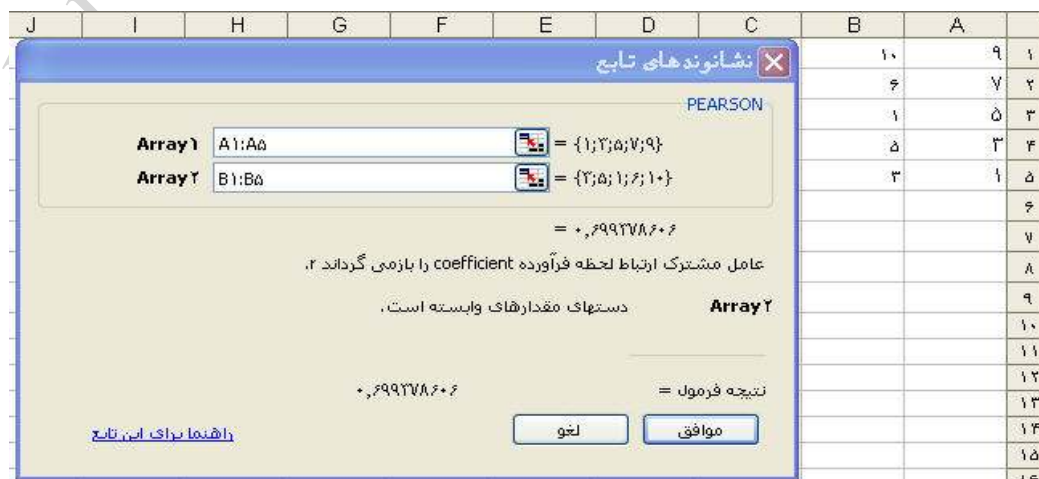 J I H G F E D C B A
نشانوندهای تابع
۱۰ ۹ ۱
۶ ۷ ۲
۱ ۵ ۳
۵ ۳ ۴
۳ ۱ ۵
۶
۷
۸
۹
۱۰
۱۱
۱۲
۱۳
۱۴
۱۵
PEARSON
Array۱ A۱:A۵ = {۱;۳;۵;۷;۹}
Array۲ B۱:B۵ = {۳;۵;۱;۶;۱۰}
= ۰,۶۹۹۳۷۸۶۰۶
عامل مشترک ارتباط لحظه فرآورده coefficient را بازمی گرداند ۲.
Array۲ دستهای مقدارهای وابسته است.
نتیجه فرمول = ۰,۶۹۹۳۷۸۶۰۶
موافق لغو
راهنما برای این تابع